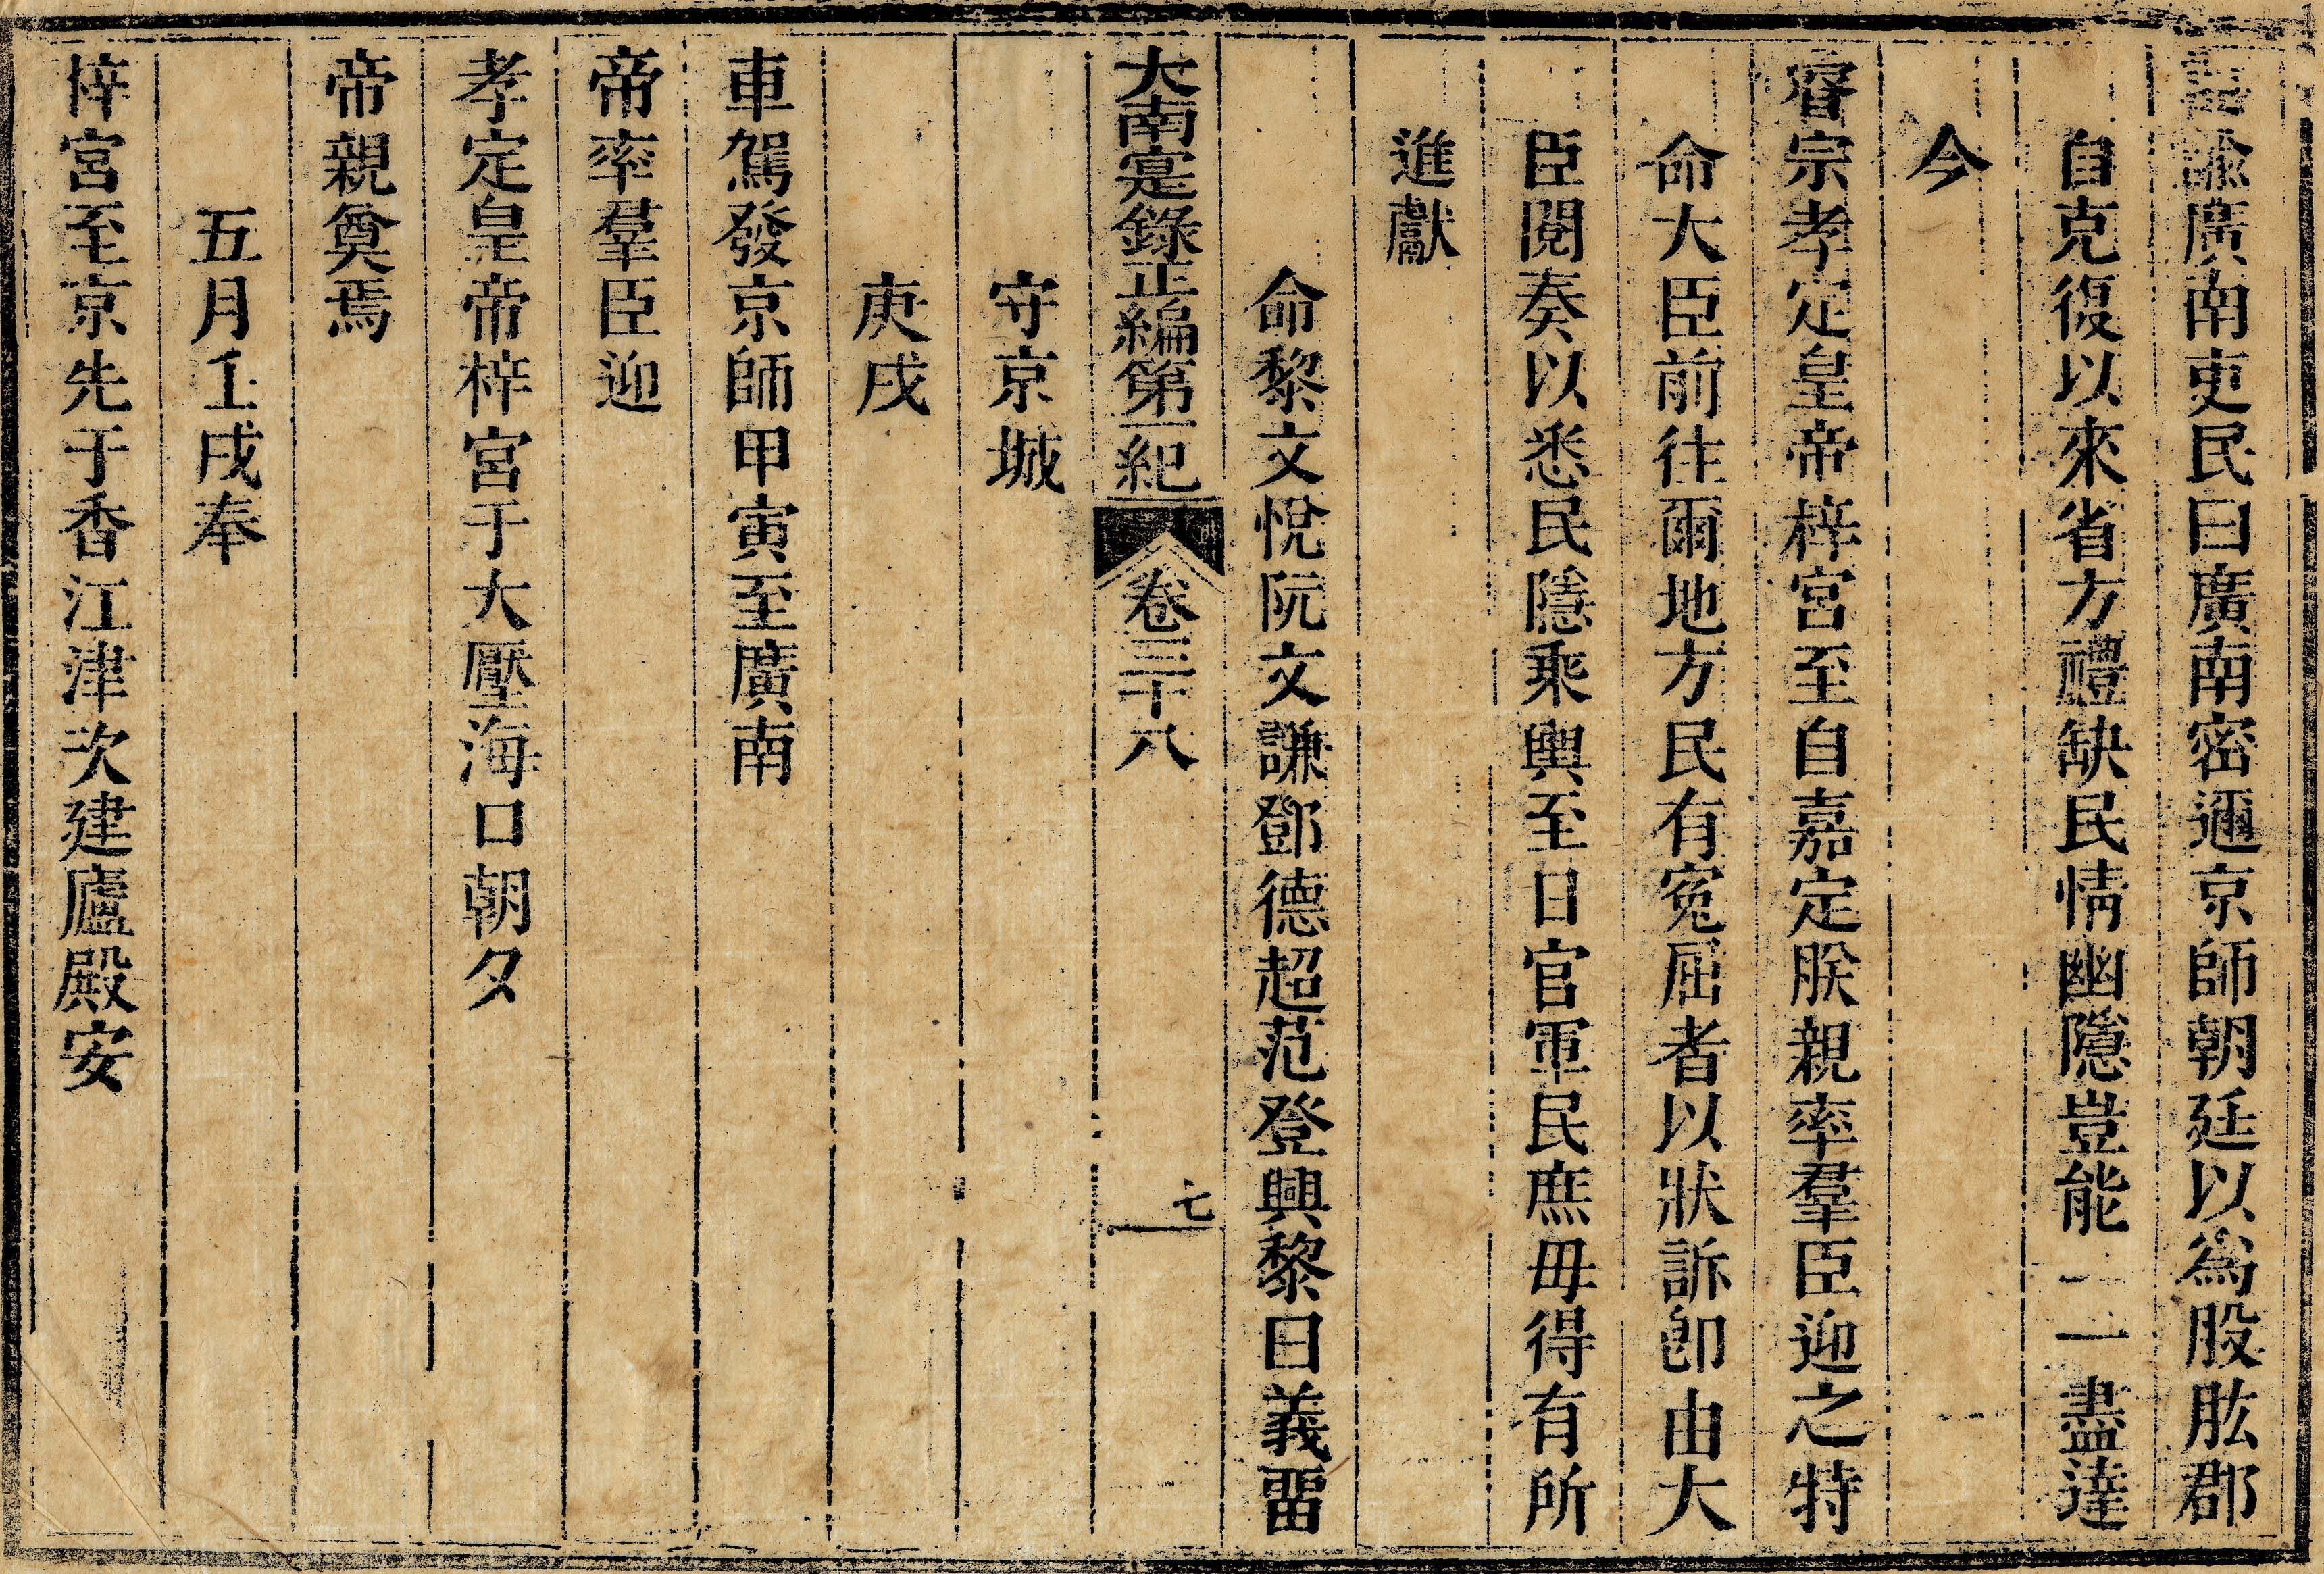 詔諭廣南吏民曰廣南密邇京師朝廷以爲股肱郡
自克復以來省方禮缺民情幽隱豈能一一盡達
今
睿宗孝定皇帝梓宮至自嘉定朕親率羣臣迎之特
命大臣前往爾地方民有寃屈者以狀訴卽由大
臣閱奏以悉民隱乘輿至日官軍民庶毋得有所
進獻
命黎文悅阮文謙鄧德超范登興黎曰義畱
大南寔錄正編第一紀 卷三十八 七
守京城
庚戌
車駕發京師甲寅至廣南
帝率羣臣迎
孝定皇帝梓宮于大壓海口朝夕
帝親奠焉
五月壬戌奉
梓宮至京先于香江津次建廬殿安